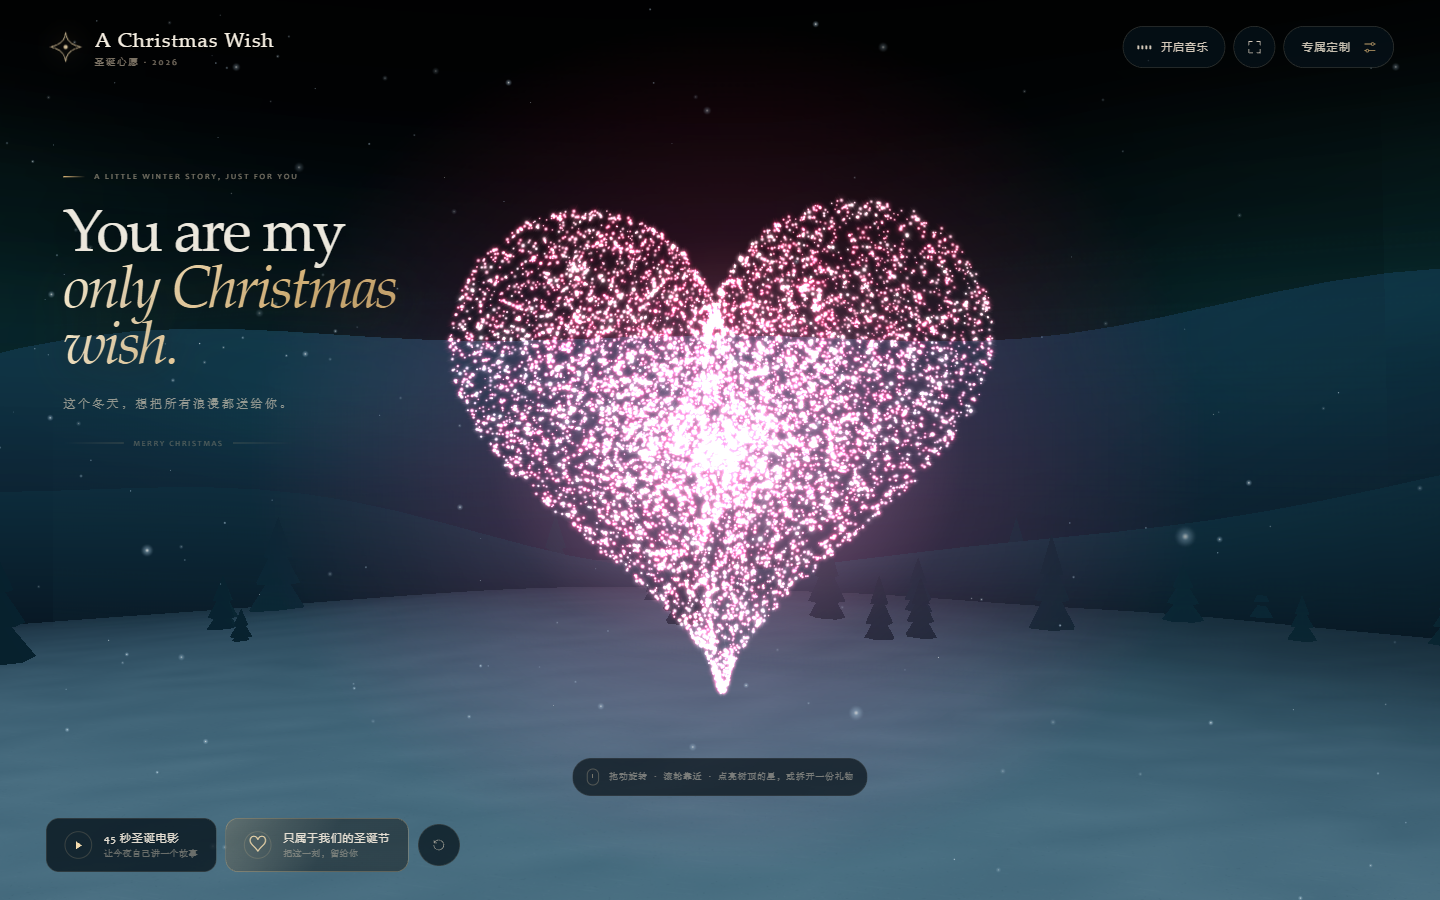 A Christmas Wish
圣诞心愿 · 2026
开启音乐
专属定制
A LITTLE WINTER STORY, JUST FOR YOU
You are my
only Christmas
wish.
这个冬天，想把所有浪漫都送给你。
MERRY CHRISTMAS
拖动旋转 · 滚轮靠近 · 点亮树顶的星，或拆开一份礼物
45 秒圣诞电影
让今夜自己讲一个故事
只属于我们的圣诞节
把这一刻，留给你